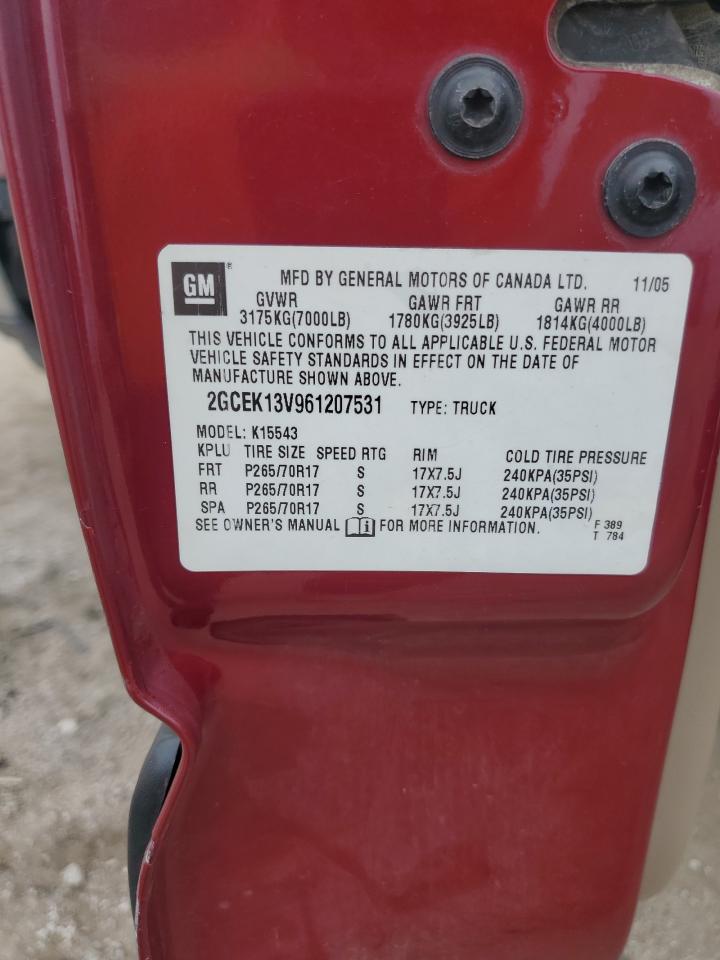 GM ® MFD BY GENERAL MOTORS OF CANADA LTD. 11/05
GVWR GAWR FRT GAWR RR
3175KG(7000LB) 1780KG(3925LB) 1814KG(4000LB)
THIS VEHICLE CONFORMS TO ALL APPLICABLE U.S. FEDERAL MOTOR
VEHICLE SAFETY STANDARDS IN EFFECT ON THE DATE OF
MANUFACTURE SHOWN ABOVE.
2GCEK13V961207531 TYPE: TRUCK
MODEL: K15543
KPLU TIRE SIZE SPEED RTG RIM COLD TIRE PRESSURE
FRT P265/70R17 S 17X7.5J 240KPA(35PSI)
RR P265/70R17 S 17X7.5J 240KPA(35PSI)
SPA P265/70R17 S 17X7.5J 240KPA(35PSI)
SEE OWNER'S MANUAL FOR MORE INFORMATION. F 389
T 784